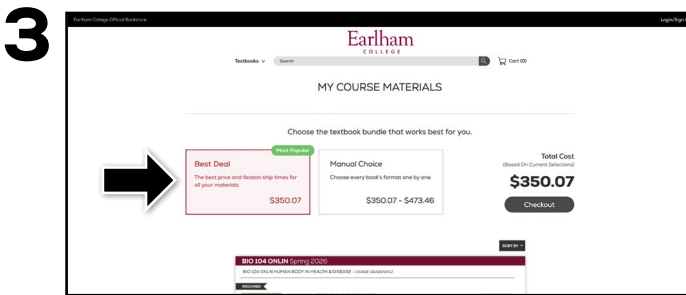 3
Earlham College Official Bookstore
Login/Sign
Earlham
COLLEGE
Textbooks
Search
Cart (0)
MY COURSE MATERIALS
Choose the textbook bundle that works best for you.
Most Popular
Best Deal
The best price and fastest ship times for
all your materials.
$350.07
Manual Choice
Choose every book's format one by one.
$350.07 - $473.46
Total Cost
(Based On Current Selections)
$350.07
Checkout
SORT BY
BIO 104 ONLIN Spring 2026
BIO 104 ONLN HUMAN BODY IN HEALTH & DISEASE - CARRIE GRABOWICZ
REQUIRED